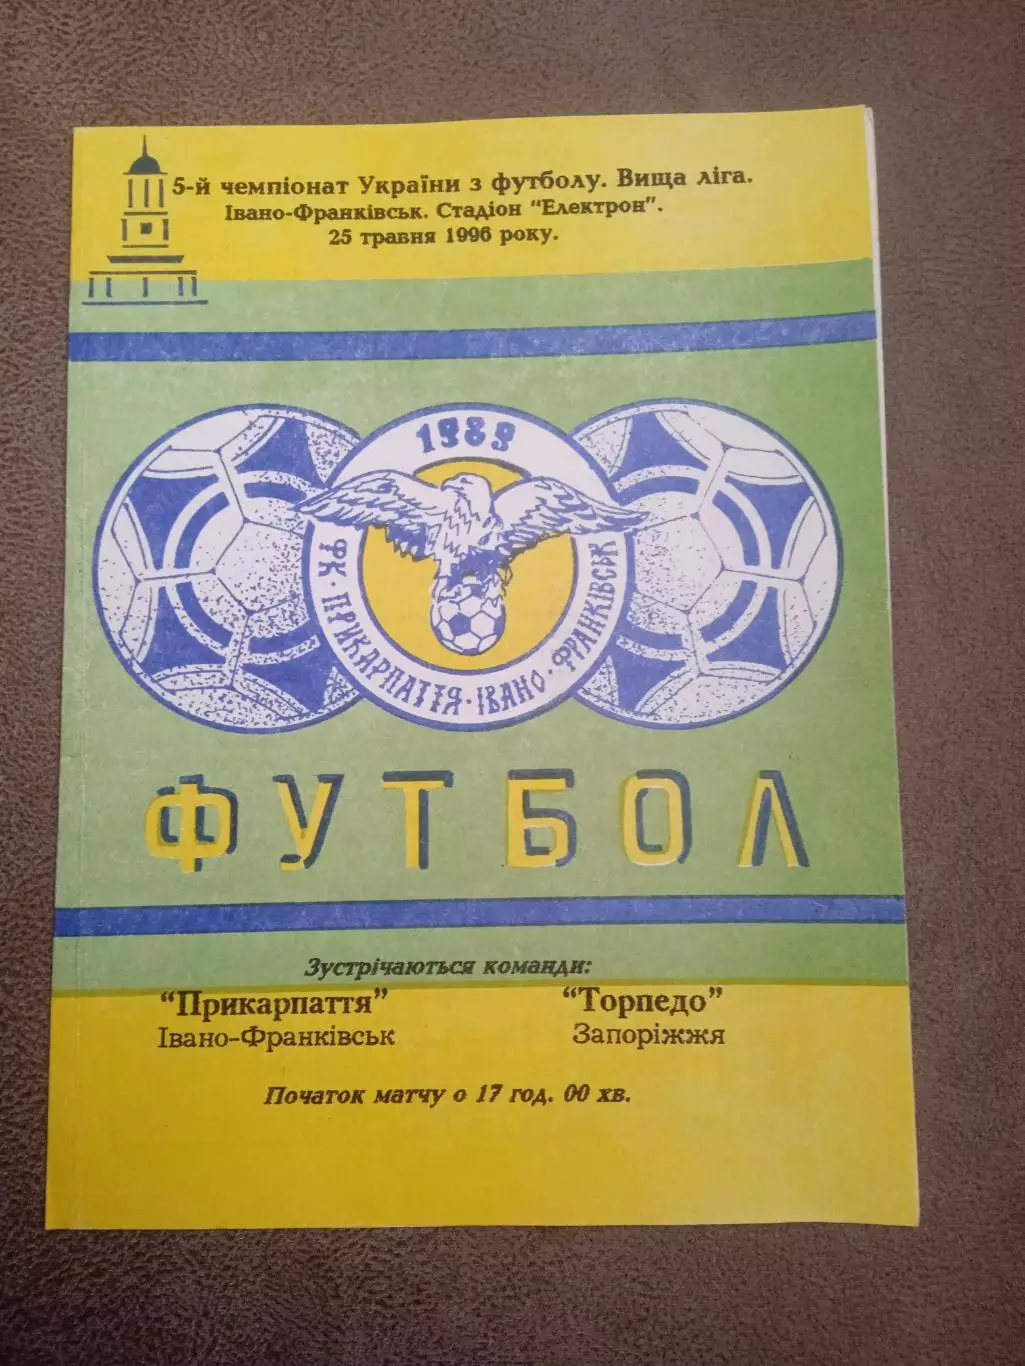 5-й чемпіонат України з футболу. Вища ліга.
Івано-Франківськ. Стадіон "Електрон".
25 травня 1996 року.
1989
ФК·ПРИКАРПАТТЯ·ІВАНО·ФРАНКІВСЬК
ФУТБОЛ
Зустрічаються команди:
“Прикарпаття” “Торпедо”
Івано-Франківськ Запоріжжя
Початок матчу о 17 год. 00 хв.